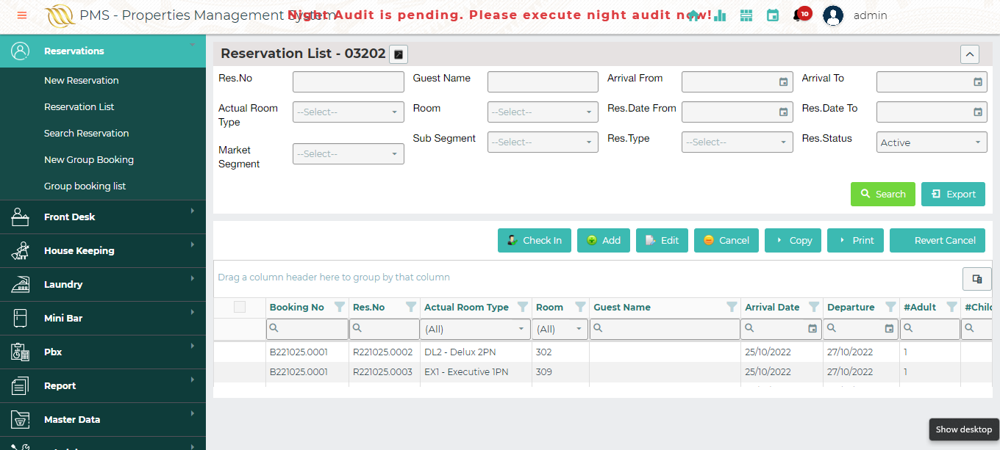 PMS - Properties Management System
Night Audit is pending. Please execute night audit now!
10
admin
Reservations
New Reservation
Reservation List
Search Reservation
New Group Booking
Group booking list
Front Desk
House Keeping
Laundry
Mini Bar
Pbx
Report
Master Data
Reservation List - 03202
Res.No
Guest Name
Arrival From
Arrival To
Actual Room Type
--Select--
Room
--Select--
Res.Date From
Res.Date To
Market Segment
--Select--
Sub Segment
--Select--
Res.Type
--Select--
Res.Status
Active
Search
Export
Check In
Add
Edit
Cancel
Copy
Print
Revert Cancel
Drag a column header here to group by that column
Booking No Res.No Actual Room Type Room Guest Name Arrival Date Departure #Adult #Chil
(All) (All)
B221025.0001 R221025.0002 DL2 - Delux 2PN 302 25/10/2022 27/10/2022 1
B221025.0001 R221025.0003 EX1 - Executive 1PN 309 25/10/2022 27/10/2022 1
Show desktop